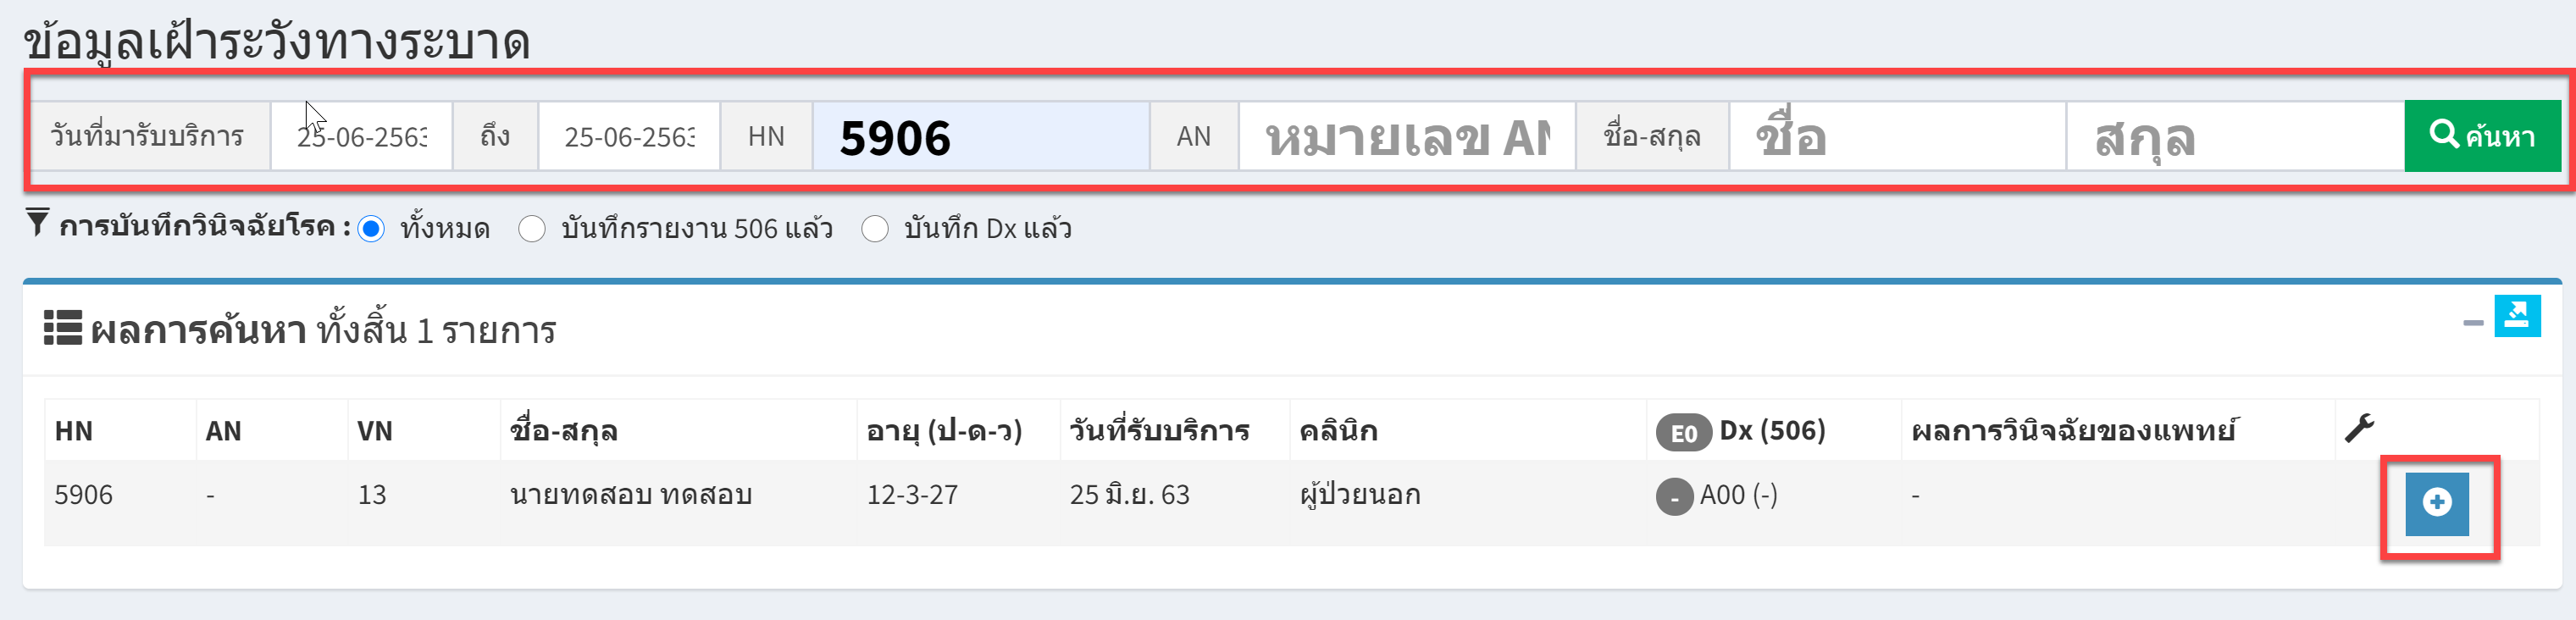 ข้อมูลเฝ้าระวังทางระบาด
วันที่มารับบริการ 25-06-2563 ถึง 25-06-2563 HN 5906 AN หมายเลข AN ชื่อ-สกุล ชื่อ สกุล ค้นหา
การบันทึกวินิจฉัยโรค : ทั้งหมด บันทึกรายงาน 506 แล้ว บันทึก Dx แล้ว
ผลการค้นหา ทั้งสิ้น 1 รายการ
HN AN VN ชื่อ-สกุล อายุ (ป-ด-ว) วันที่รับบริการ คลินิก E0 Dx (506) ผลการวินิจฉัยของแพทย์
5906 - 13 นายทดสอบ ทดสอบ 12-3-27 25 มิ.ย. 63 ผู้ป่วยนอก - A00 (-) -